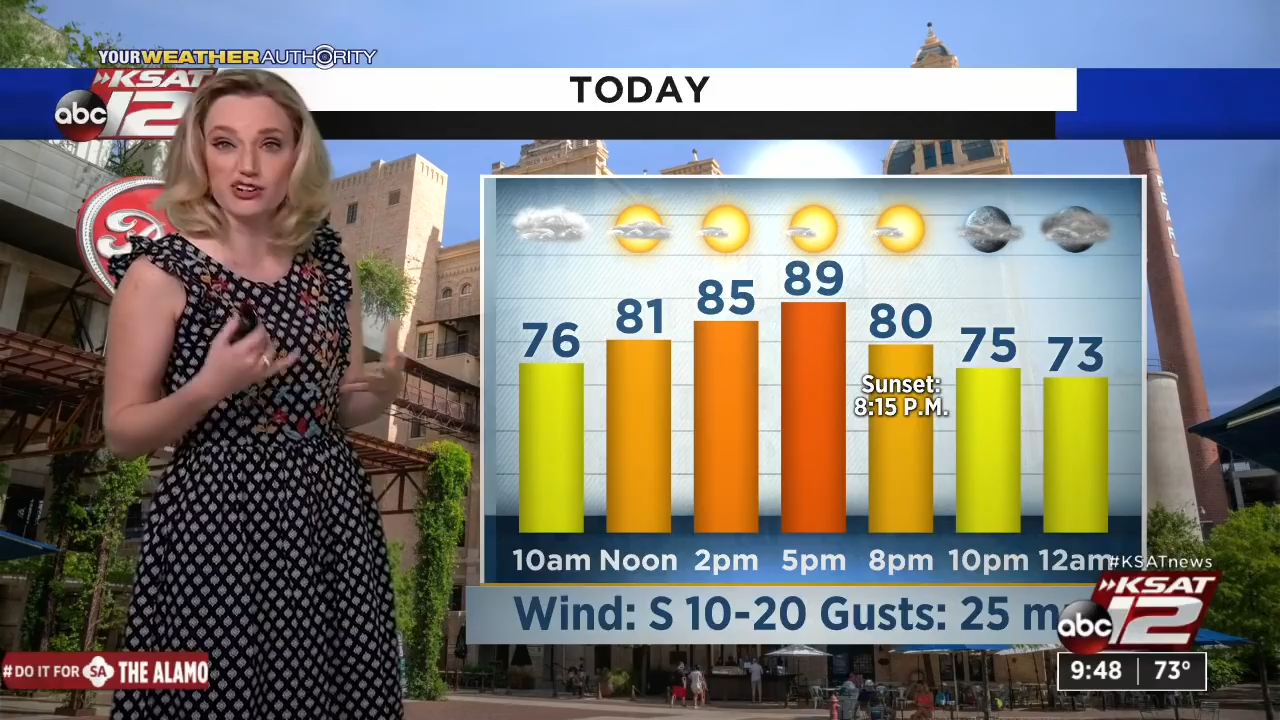 YOURWEATHERAUTHORITY
KSAT
abc 12
TODAY
PEARL
76 81 85 89 80 75 73
Sunset:
8:15 P.M.
10am Noon 2pm 5pm 8pm 10pm 12am
#KSATnews
Wind: S 10-20 Gusts: 25 m
KSAT
abc 12
#DO IT FOR SA THE ALAMO
9:48 73°